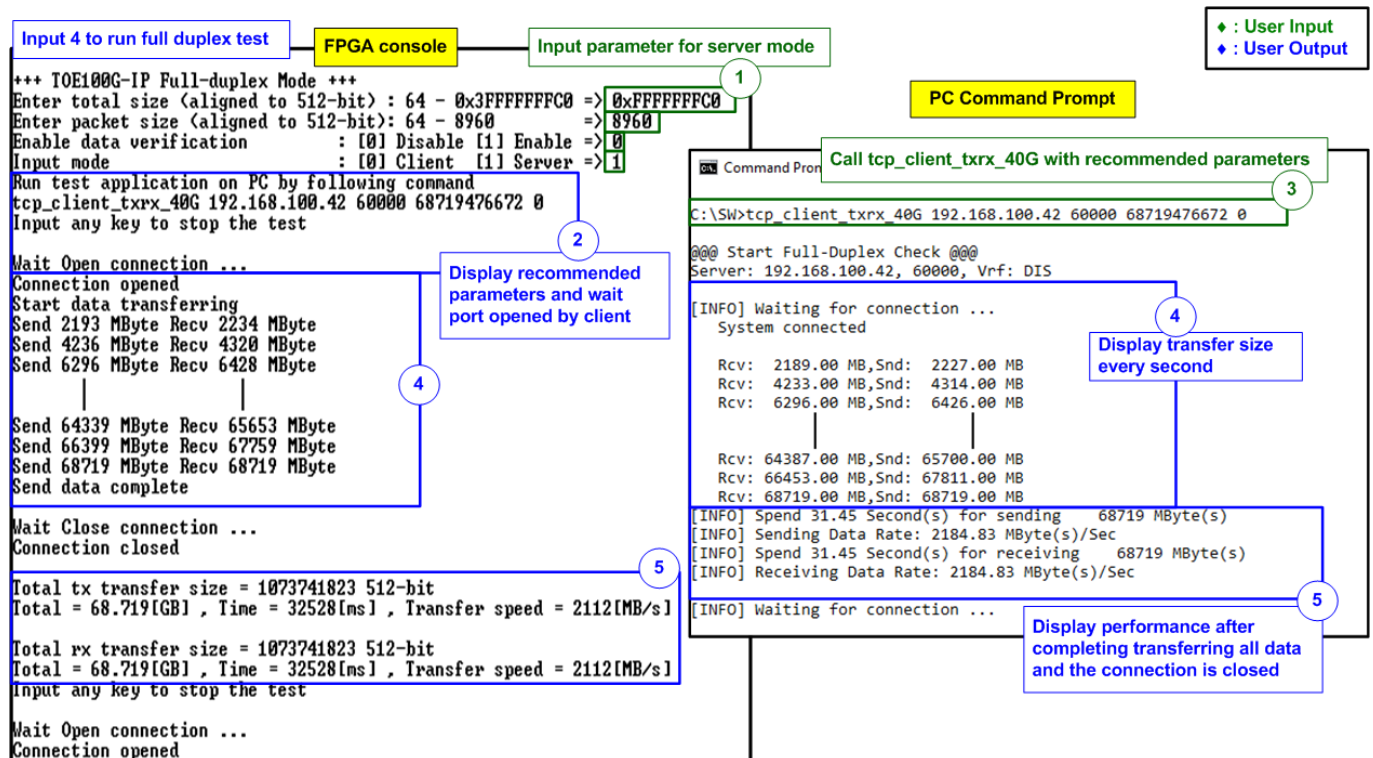 Input 4 to run full duplex test
FPGA console
Input parameter for server mode
♦ : User Input
♦ : User Output
+++ TOE100G-IP Full-duplex Mode +++
1
Enter total size (aligned to 512-bit) : 64 - 0x3FFFFFFFC0 => 0xFFFFFFFC0
Enter packet size (aligned to 512-bit): 64 - 8960 => 8960
Enable data verification : [0] Disable [1] Enable => 0
Input mode : [0] Client [1] Server => 1
Run test application on PC by following command
tcp_client_txrx_40G 192.168.100.42 60000 68719476672 0
Input any key to stop the test
2
Wait Open connection ...
Display recommended
parameters and wait
port opened by client
Connection opened
Start data transferring
Send 2193 MByte Recv 2234 MByte
Send 4236 MByte Recv 4320 MByte
Send 6296 MByte Recv 6428 MByte
4
Send 64339 MByte Recv 65653 MByte
Send 66399 MByte Recv 67759 MByte
Send 68719 MByte Recv 68719 MByte
Send data complete
Wait Close connection ...
Connection closed
5
Total tx transfer size = 1073741823 512-bit
Total = 68.719[GB] , Time = 32528[ms] , Transfer speed = 2112[MB/s]
Total rx transfer size = 1073741823 512-bit
Total = 68.719[GB] , Time = 32528[ms] , Transfer speed = 2112[MB/s]
Input any key to stop the test
Wait Open connection ...
Connection opened
PC Command Prompt
Command Pron
Call tcp_client_txrx_40G with recommended parameters
3
C:\SW>tcp_client_txrx_40G 192.168.100.42 60000 68719476672 0
@@@ Start Full-Duplex Check @@@
Server: 192.168.100.42, 60000, Vrf: DIS
[INFO] Waiting for connection ...
System connected
4
Display transfer size
every second
Rcv: 2189.00 MB,Snd: 2227.00 MB
Rcv: 4233.00 MB,Snd: 4314.00 MB
Rcv: 6296.00 MB,Snd: 6426.00 MB
Rcv: 64387.00 MB,Snd: 65700.00 MB
Rcv: 66453.00 MB,Snd: 67811.00 MB
Rcv: 68719.00 MB,Snd: 68719.00 MB
[INFO] Spend 31.45 Second(s) for sending 68719 MByte(s)
[INFO] Sending Data Rate: 2184.83 MByte(s)/Sec
[INFO] Spend 31.45 Second(s) for receiving 68719 MByte(s)
[INFO] Receiving Data Rate: 2184.83 MByte(s)/Sec
5
[INFO] Waiting for connection ...
Display performance after
completing transferring all data
and the connection is closed